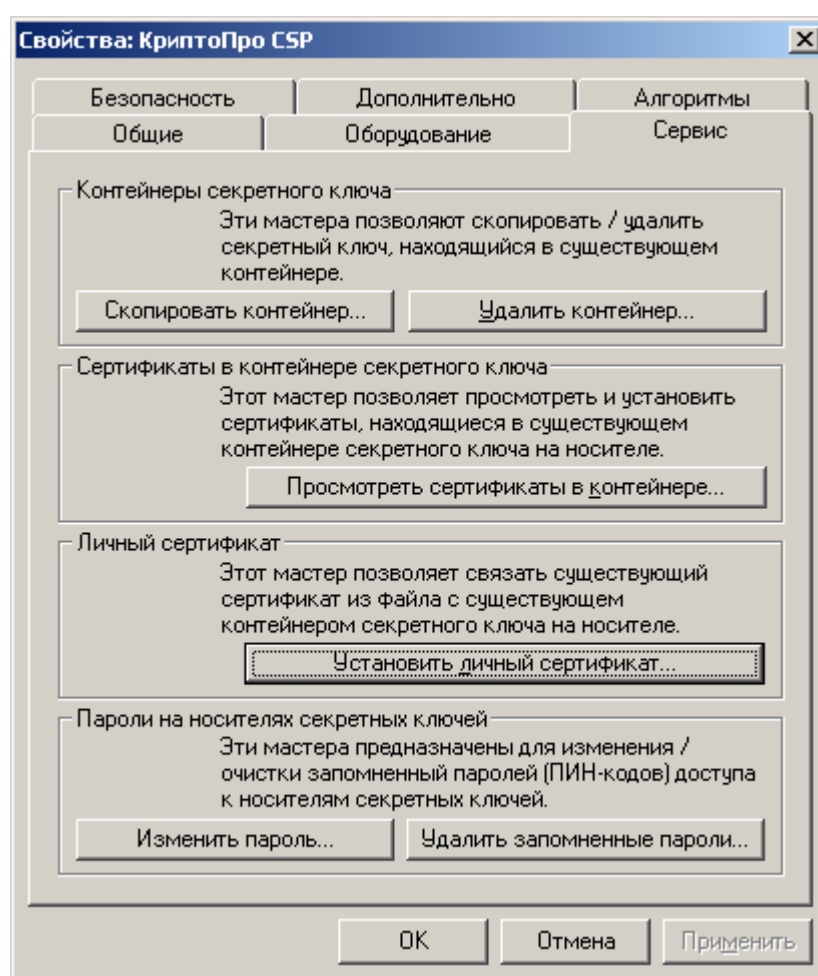 Свойства: КриптоПро CSP
Безопасность Дополнительно Алгоритмы
Общие Оборудование Сервис
Контейнеры секретного ключа
Эти мастера позволяют скопировать / удалить
секретный ключ, находящийся в существующем
контейнере.
Скопировать контейнер... Удалить контейнер...
Сертификаты в контейнере секретного ключа
Этот мастер позволяет просмотреть и установить
сертификаты, находящиеся в существующем
контейнере секретного ключа на носителе.
Просмотреть сертификаты в контейнере...
Личный сертификат
Этот мастер позволяет связать существующий
сертификат из файла с существующем
контейнером секретного ключа на носителе.
Установить личный сертификат...
Пароли на носителях секретных ключей
Эти мастера предназначены для изменения /
очистки запомненный паролей (ПИН-кодов) доступа
к носителям секретных ключей.
Изменить пароль... Удалить запомненные пароли...
OK Отмена Применить